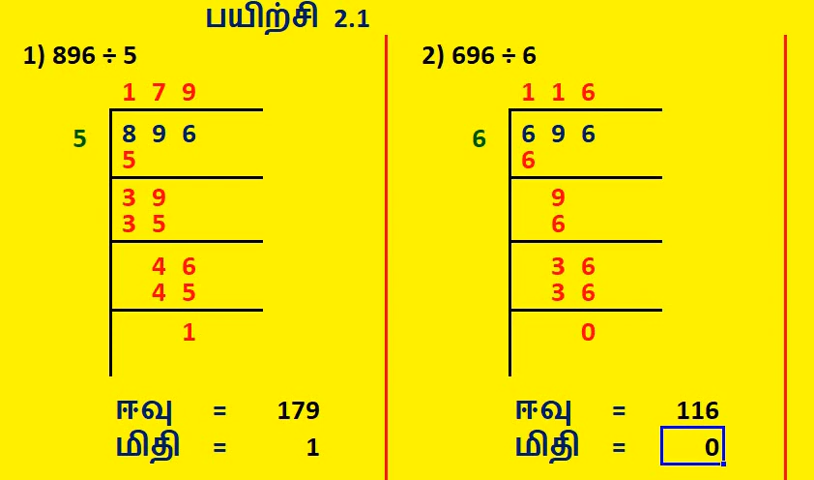 பயிற்சி 2.1
1) 896 ÷ 5
1 7 9
5 8 9 6
5
3 9
3 5
4 6
4 5
1
ஈவு = 179
மிதி = 1
2) 696 ÷ 6
1 1 6
6 6 9 6
6
9
6
3 6
3 6
0
ஈவு = 116
மிதி = 0